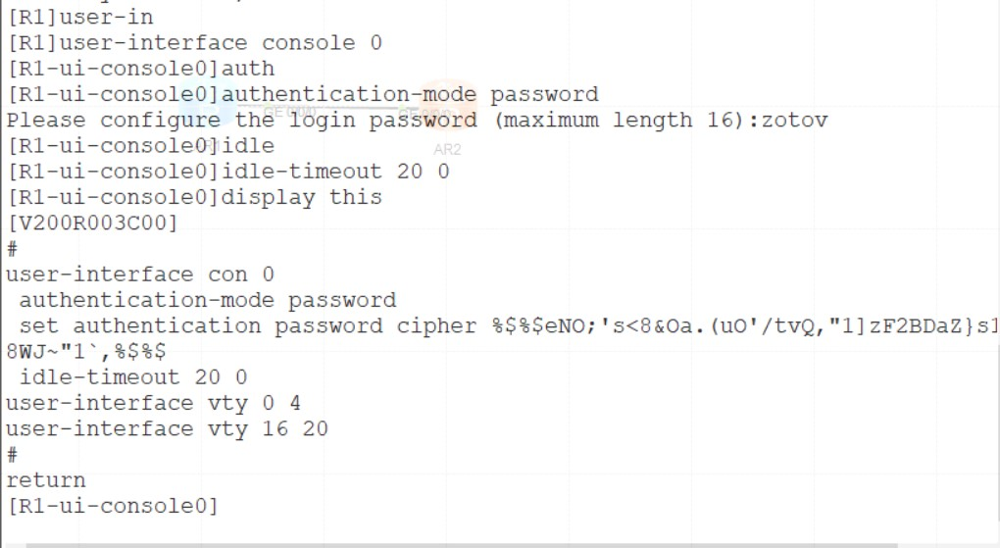 [R1]user-in
[R1]user-interface console 0
[R1-ui-console0]auth
[R1-ui-console0]authentication-mode password
Please configure the login password (maximum length 16):zotov
[R1-ui-console0]idle
AR2
[R1-ui-console0]idle-timeout 20 0
[R1-ui-console0]display this
[V200R003C00]
#
user-interface con 0
 authentication-mode password
 set authentication password cipher %$%$eNO;'s<8&Oa.(uO'/tvQ,"1]zF2BDaZ}s1
8WJ~"1`,%$%$
 idle-timeout 20 0
user-interface vty 0 4
user-interface vty 16 20
#
return
[R1-ui-console0]